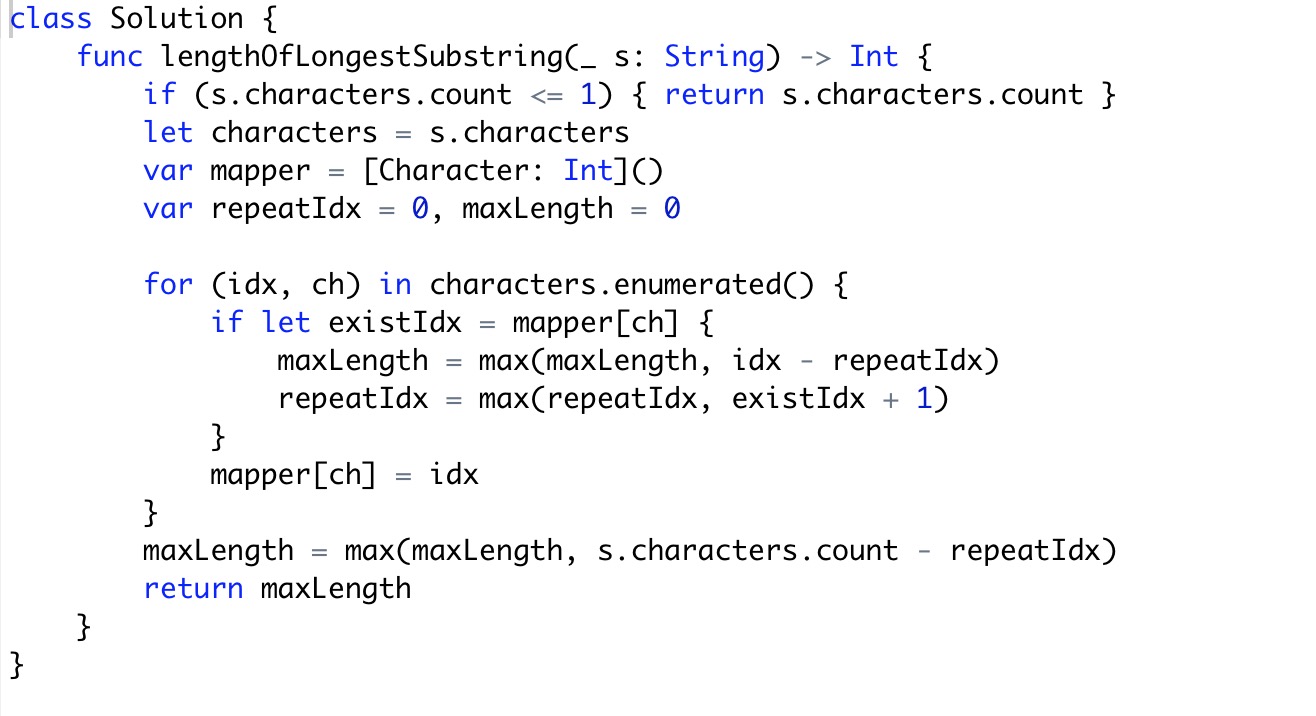 class Solution {
    func lengthOfLongestSubstring(_ s: String) -> Int {
        if (s.characters.count <= 1) { return s.characters.count }
        let characters = s.characters
        var mapper = [Character: Int]()
        var repeatIdx = 0, maxLength = 0

        for (idx, ch) in characters.enumerated() {
            if let existIdx = mapper[ch] {
                maxLength = max(maxLength, idx - repeatIdx)
                repeatIdx = max(repeatIdx, existIdx + 1)
            }
            mapper[ch] = idx
        }
        maxLength = max(maxLength, s.characters.count - repeatIdx)
        return maxLength
    }
}